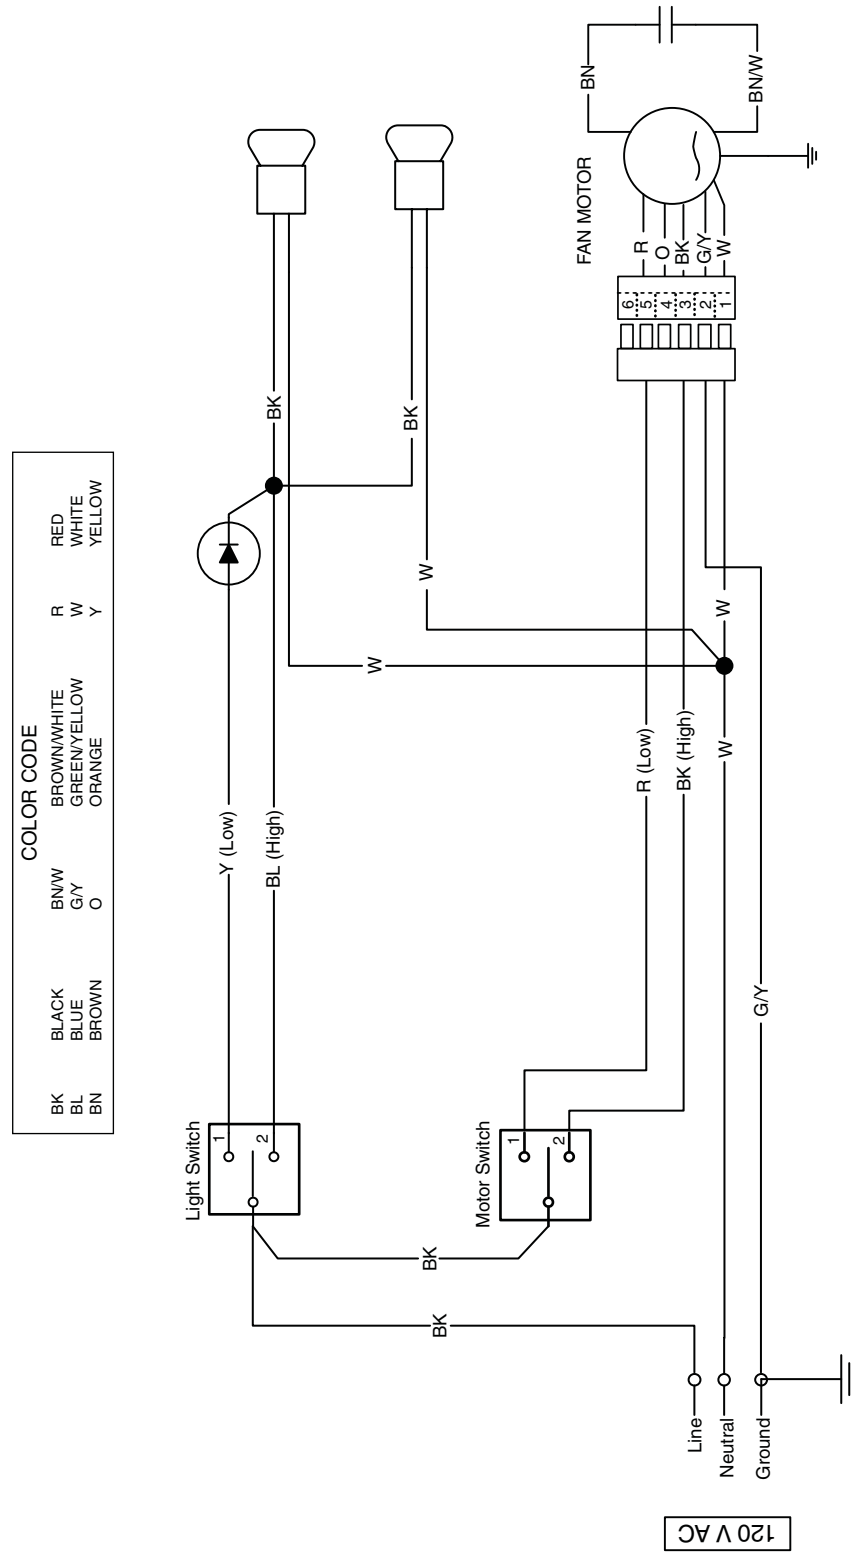 COLOR CODE
BK BLACK BN/W BROWN/WHITE R RED
BL BLUE G/Y GREEN/YELLOW W WHITE
BN BROWN O ORANGE Y YELLOW
Light Switch
1
2
Y (Low)
BL (High)
BK
BK
W
W
BK
BK
Motor Switch
1
2
R (Low)
BK (High)
W
W
G/Y
Line
Neutral
Ground
120 V AC
FAN MOTOR
6
5
4
3
2
1
R
O
BK
G/Y
W
BN
BN/W